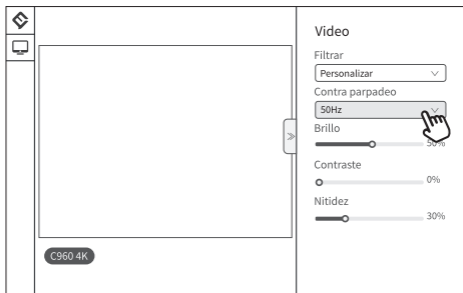 Video
Filtrar
Personalizar
Contra parpadeo
50Hz
Brillo
50%
Contraste
0%
Nitidez
30%
C960 4K